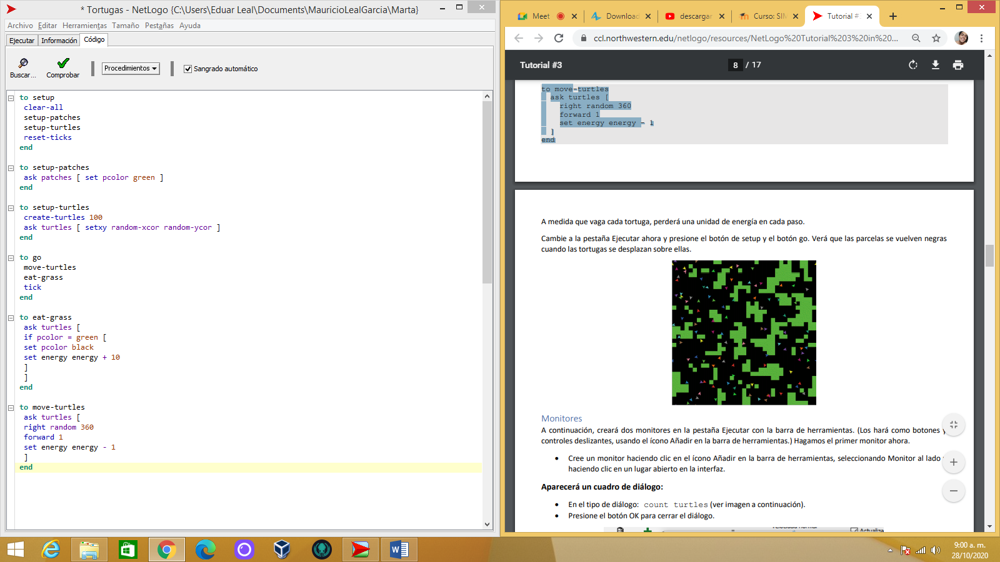 * Tortugas - NetLogo {C:\Users\Eduar Leal\Documents\MauricioLealGarcia\Marta}
Archivo Editar Herramientas Tamaño Pestañas Ayuda
Ejecutar Información Código
Buscar... Comprobar Procedimientos Sangrado automático
to setup
clear-all
setup-patches
setup-turtles
reset-ticks
end
to setup-patches
ask patches [ set pcolor green ]
end
to setup-turtles
create-turtles 100
ask turtles [ setxy random-xcor random-ycor ]
end
to go
move-turtles
eat-grass
tick
end
to eat-grass
ask turtles [
if pcolor = green [
set pcolor black
set energy energy + 10
]
]
end
to move-turtles
ask turtles [
right random 360
forward 1
set energy energy - 1
]
end
Meet Download descargar Curso: SIM Tutorial #
ccl.northwestern.edu/netlogo/resources/NetLogo%20Tutorial%203%20in%20...
Tutorial #3 8 / 17
to move-turtles
ask turtles [
right random 360
forward 1
set energy energy - 1
]
end
A medida que vaga cada tortuga, perderá una unidad de energía en cada paso.
Cambie a la pestaña Ejecutar ahora y presione el botón de setup y el botón go. Verá que las parcelas se vuelven negras
cuando las tortugas se desplazan sobre ellas.
Monitores
A continuación, creará dos monitores en la pestaña Ejecutar con la barra de herramientas. (Los hará como botones y
controles deslizantes, usando el ícono Añadir en la barra de herramientas.) Hagamos el primer monitor ahora.
• Cree un monitor haciendo clic en el ícono Añadir en la barra de herramientas, seleccionando Monitor al lado
haciendo clic en un lugar abierto en la interfaz.
Aparecerá un cuadro de diálogo:
• En el tipo de diálogo: count turtles (ver imagen a continuación).
• Presione el botón OK para cerrar el diálogo.
9:00 a. m.
28/10/2020